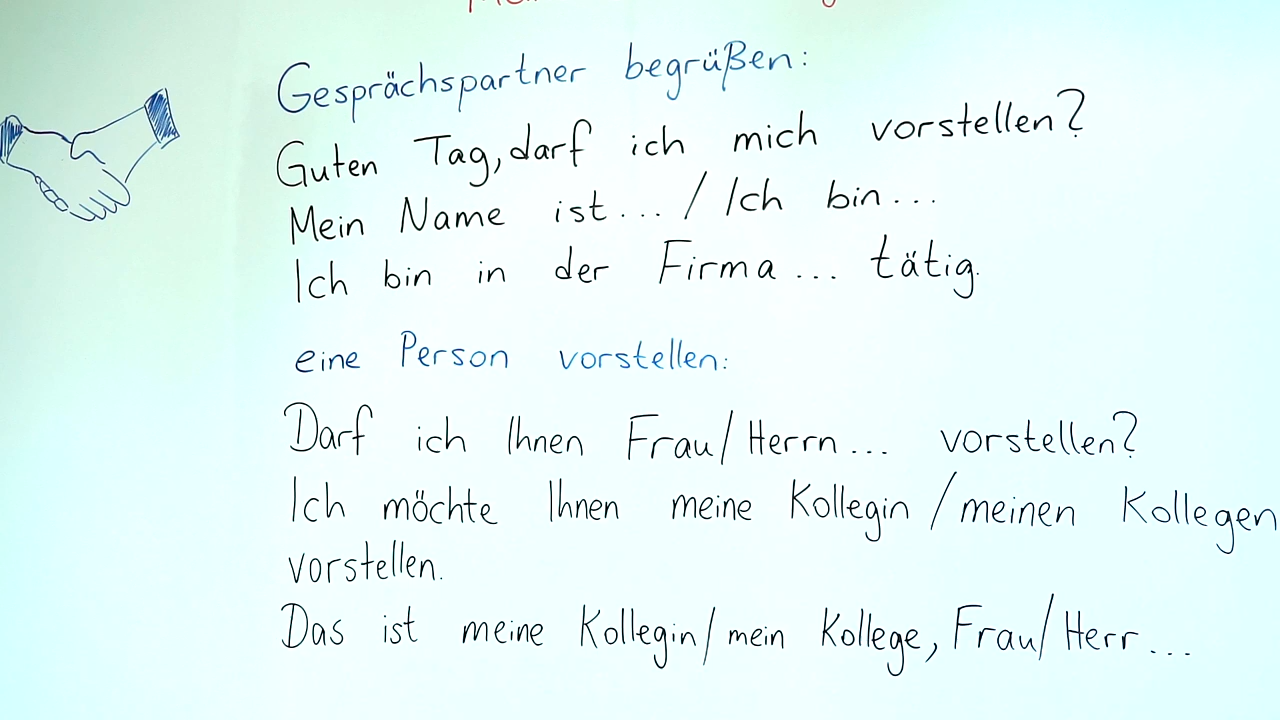 Gesprächspartner begrüßen:
Guten Tag, darf ich mich vorstellen?
Mein Name ist... / Ich bin...
Ich bin in der Firma ... tätig.
eine Person vorstellen:
Darf ich Ihnen Frau/Herrn... vorstellen?
Ich möchte Ihnen meine Kollegin / meinen Kollegen
vorstellen.
Das ist meine Kollegin/mein Kollege, Frau/Herr...